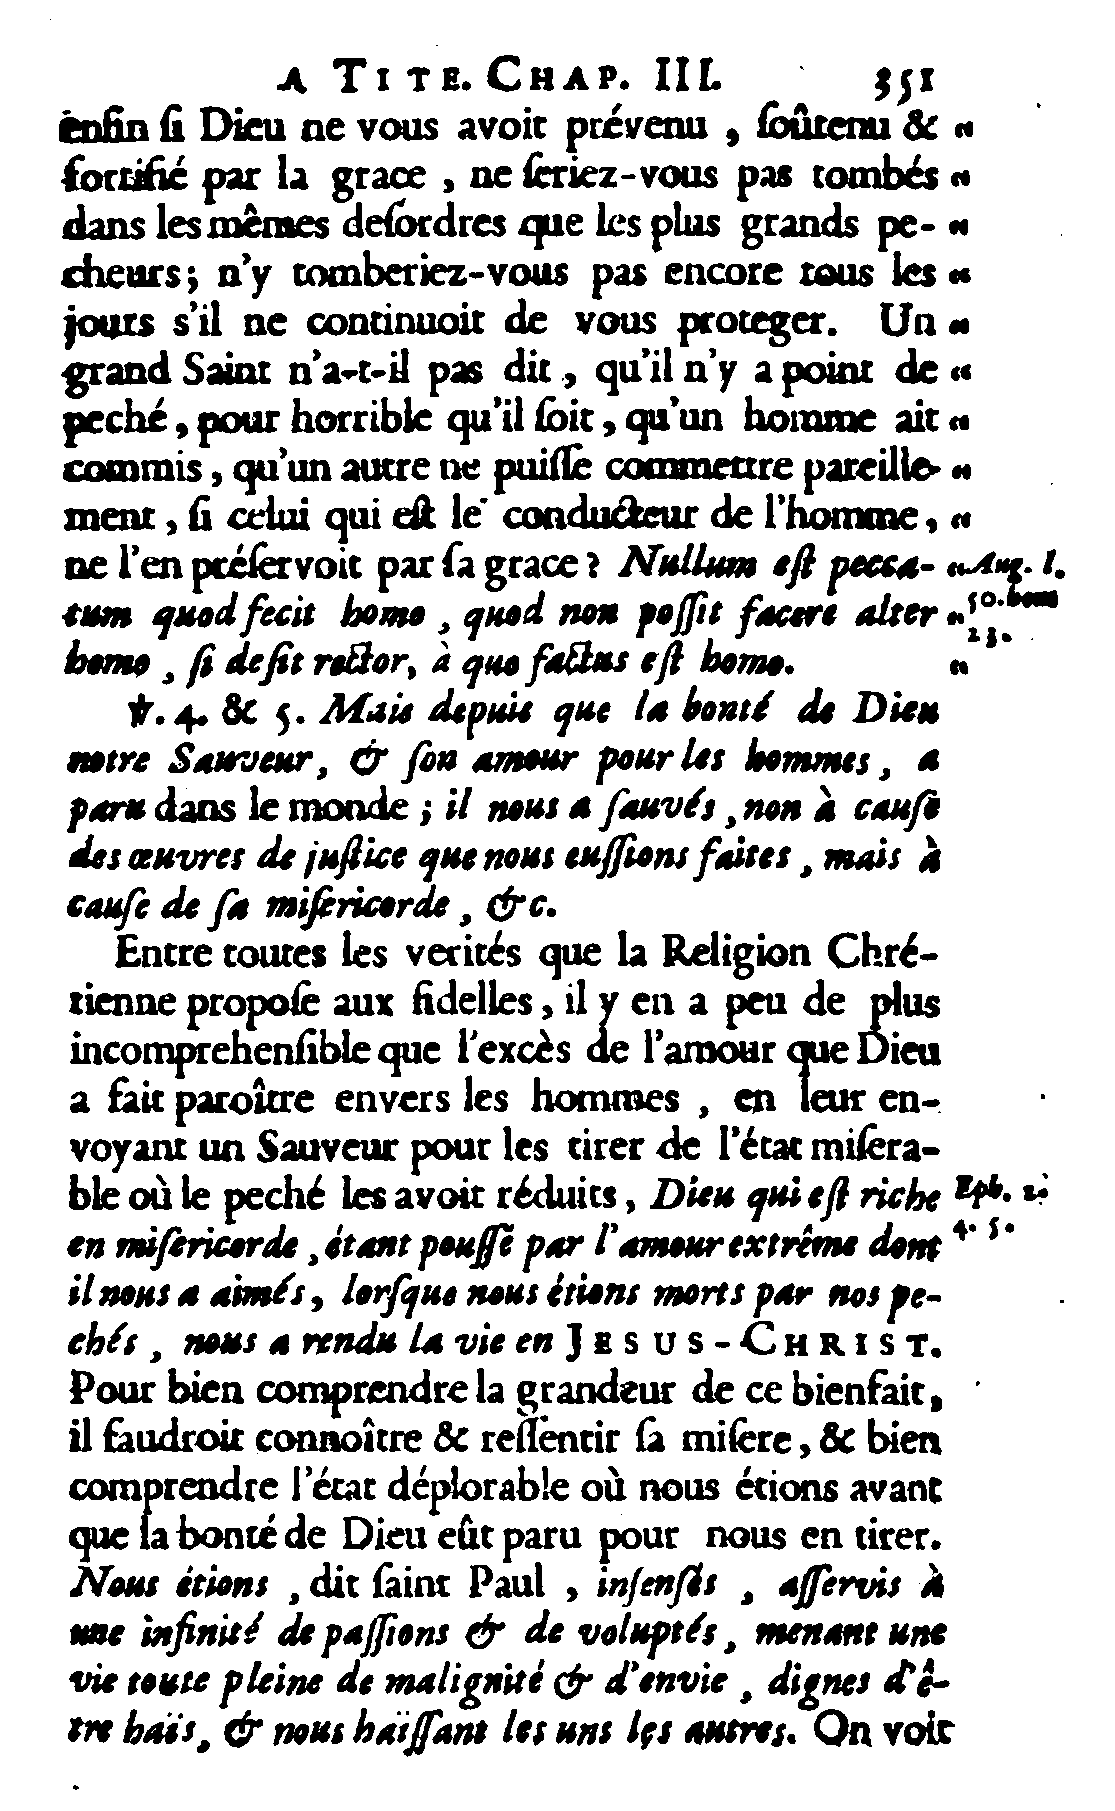 A TITE. CHAP. III. 351
enfin ſi Dieu ne vous avoit prévenu, ſoûtenu & "
fortifié par la grace, ne ſeriez-vous pas tombés "
dans les mêmes deſordres que les plus grands pe- "
cheurs; n'y tomberiez-vous pas encore tous les "
jours s'il ne continuoit de vous proteger. Un "
grand Saint n'a-t-il pas dit, qu'il n'y a point de "
peché, pour horrible qu'il ſoit, qu'un homme ait "
commis, qu'un autre ne puiſſe commettre pareille- "
ment, ſi celui qui eſt le conducteur de l'homme, "
ne l'en préſervoit par ſa grace? Nullum eſt pecca- " Aug. l.
tum quod fecit homo, quod non poſſit facere alter " 50. hom
homo, ſi deſit rector, à quo factus eſt homo. " 23.
℣. 4. & 5. Mais depuis que la bonté de Dieu
notre Sauveur, & ſon amour pour les hommes, a
paru dans le monde; il nous a ſauvés, non à cauſe
des œuvres de juſtice que nous euſſions faites, mais à
cauſe de ſa miſericorde, &c.
Entre toutes les verités que la Religion Chré-
tienne propoſe aux fidelles, il y en a peu de plus
incomprehenſible que l'excès de l'amour que Dieu
a fait paroître envers les hommes, en leur en-
voyant un Sauveur pour les tirer de l'état miſera-
ble où le peché les avoit réduits, Dieu qui eſt riche Eph. 2.
en miſericorde, étant pouſſé par l'amour extrême dont 4. 5.
il nous a aimés, lorſque nous étions morts par nos pe-
chés, nous a rendu la vie en JESUS-CHRIST.
Pour bien comprendre la grandeur de ce bienfait,
il faudroit connoître & reſſentir ſa miſere, & bien
comprendre l'état déplorable où nous étions avant
que la bonté de Dieu eût paru pour nous en tirer.
Nous étions, dit ſaint Paul, inſenſés, aſſervis à
une infinité de paſſions & de voluptés, menant une
vie toute pleine de malignité & d'envie, dignes d'ê-
tre haïs, & nous haïſſant les uns les autres. On voit